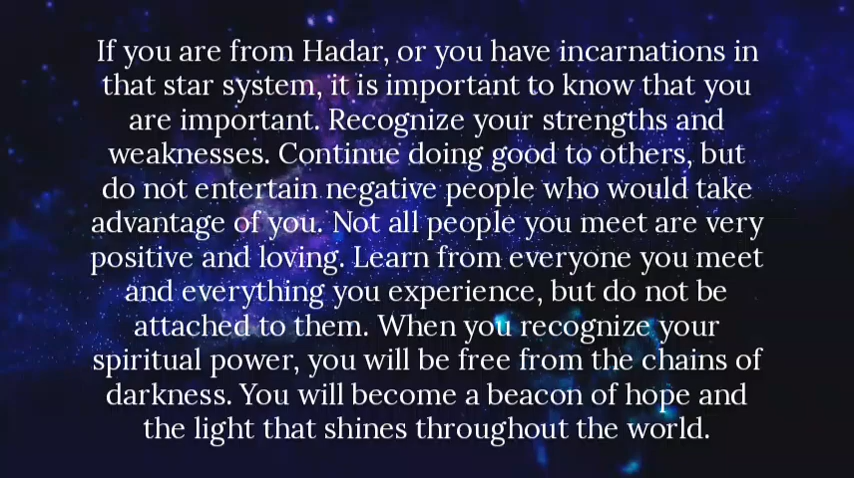 If you are from Hadar, or you have incarnations in
that star system, it is important to know that you
are important. Recognize your strengths and
weaknesses. Continue doing good to others, but
do not entertain negative people who would take
advantage of you. Not all people you meet are very
positive and loving. Learn from everyone you meet
and everything you experience, but do not be
attached to them. When you recognize your
spiritual power, you will be free from the chains of
darkness. You will become a beacon of hope and
the light that shines throughout the world.